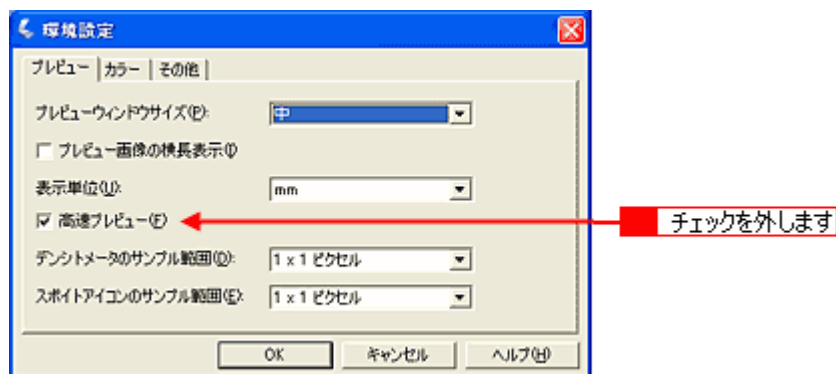 環境設定
プレビュー カラー その他
プレビューウィンドウサイズ(P): 中
プレビュー画像の横長表示(I)
表示単位(U): mm
高速プレビュー(F)
チェックを外します
デンシトメータのサンプル範囲(D): 1 x 1 ピクセル
スポイトアイコンのサンプル範囲(E): 1 x 1 ピクセル
OK キャンセル ヘルプ(H)